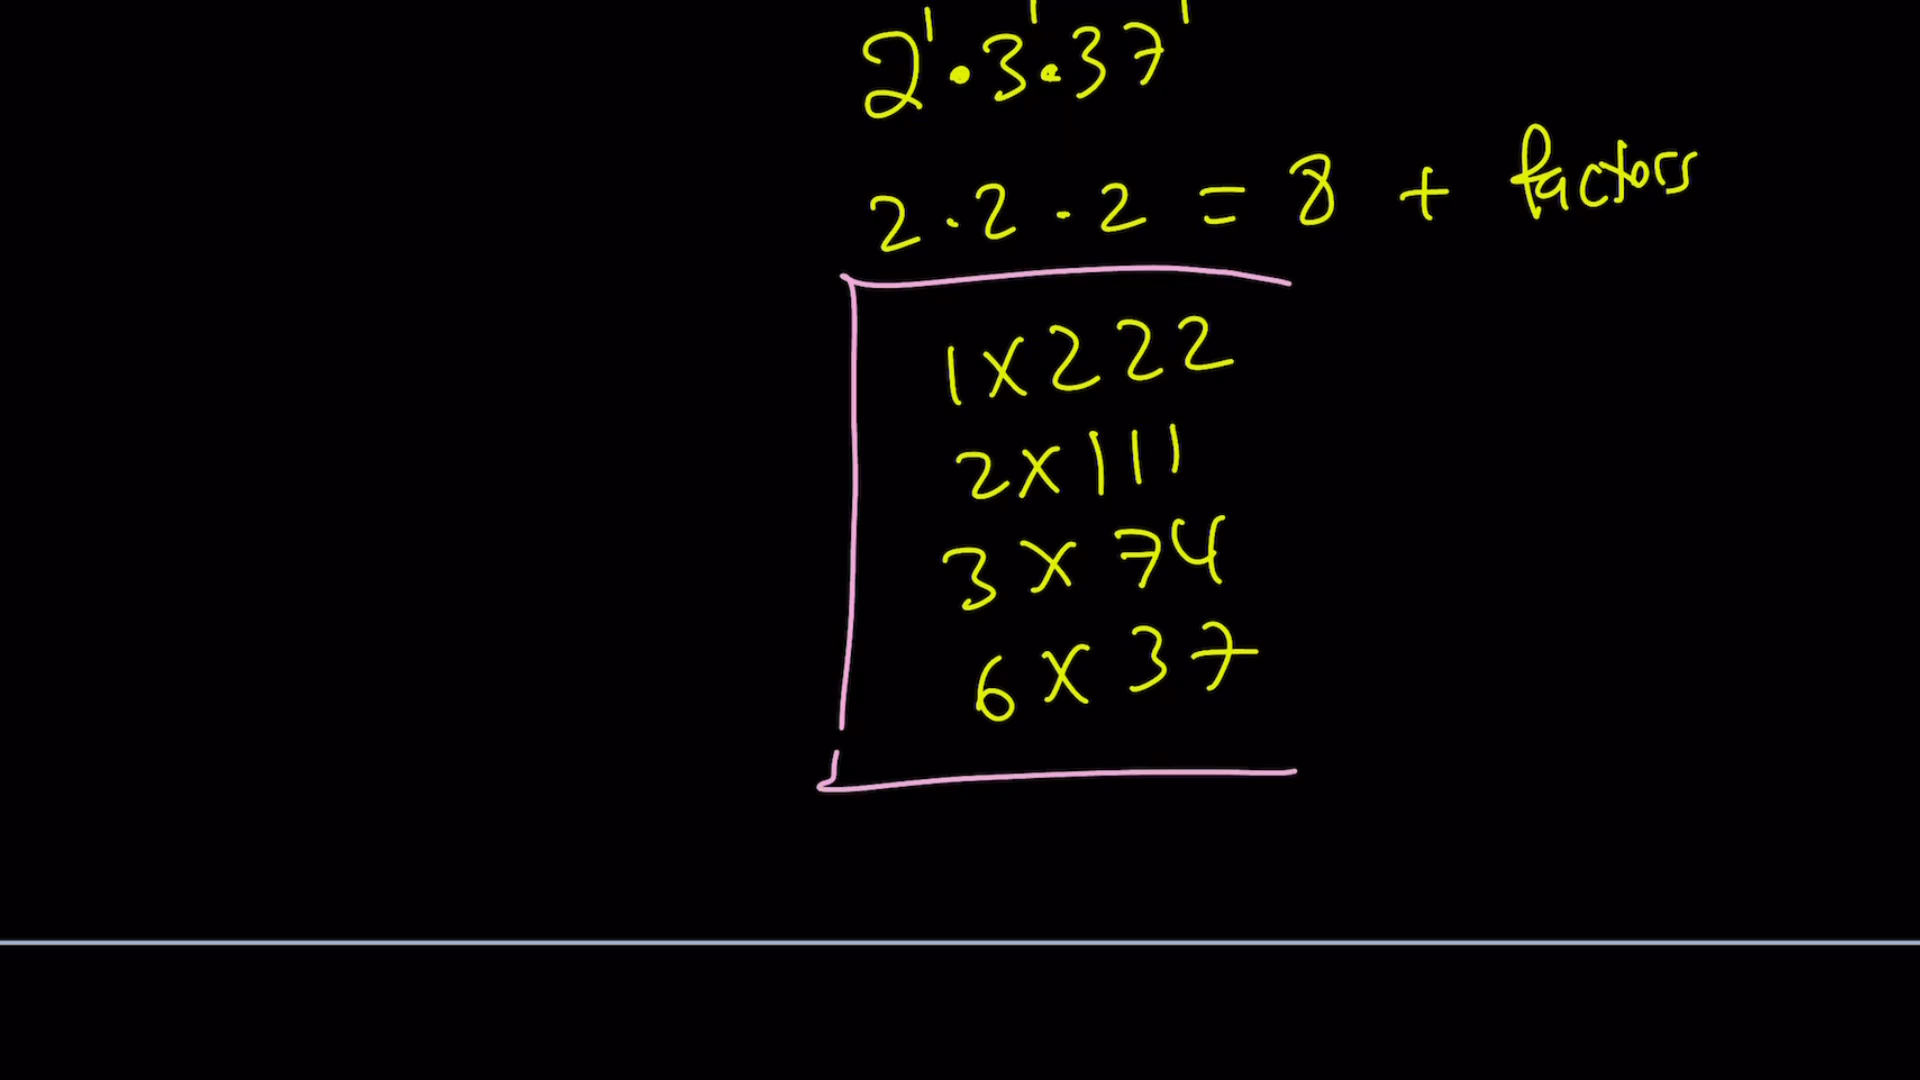 2¹·3¹·37¹
2·2·2 = 8 + factors
1x222
2x111
3x74
6x37